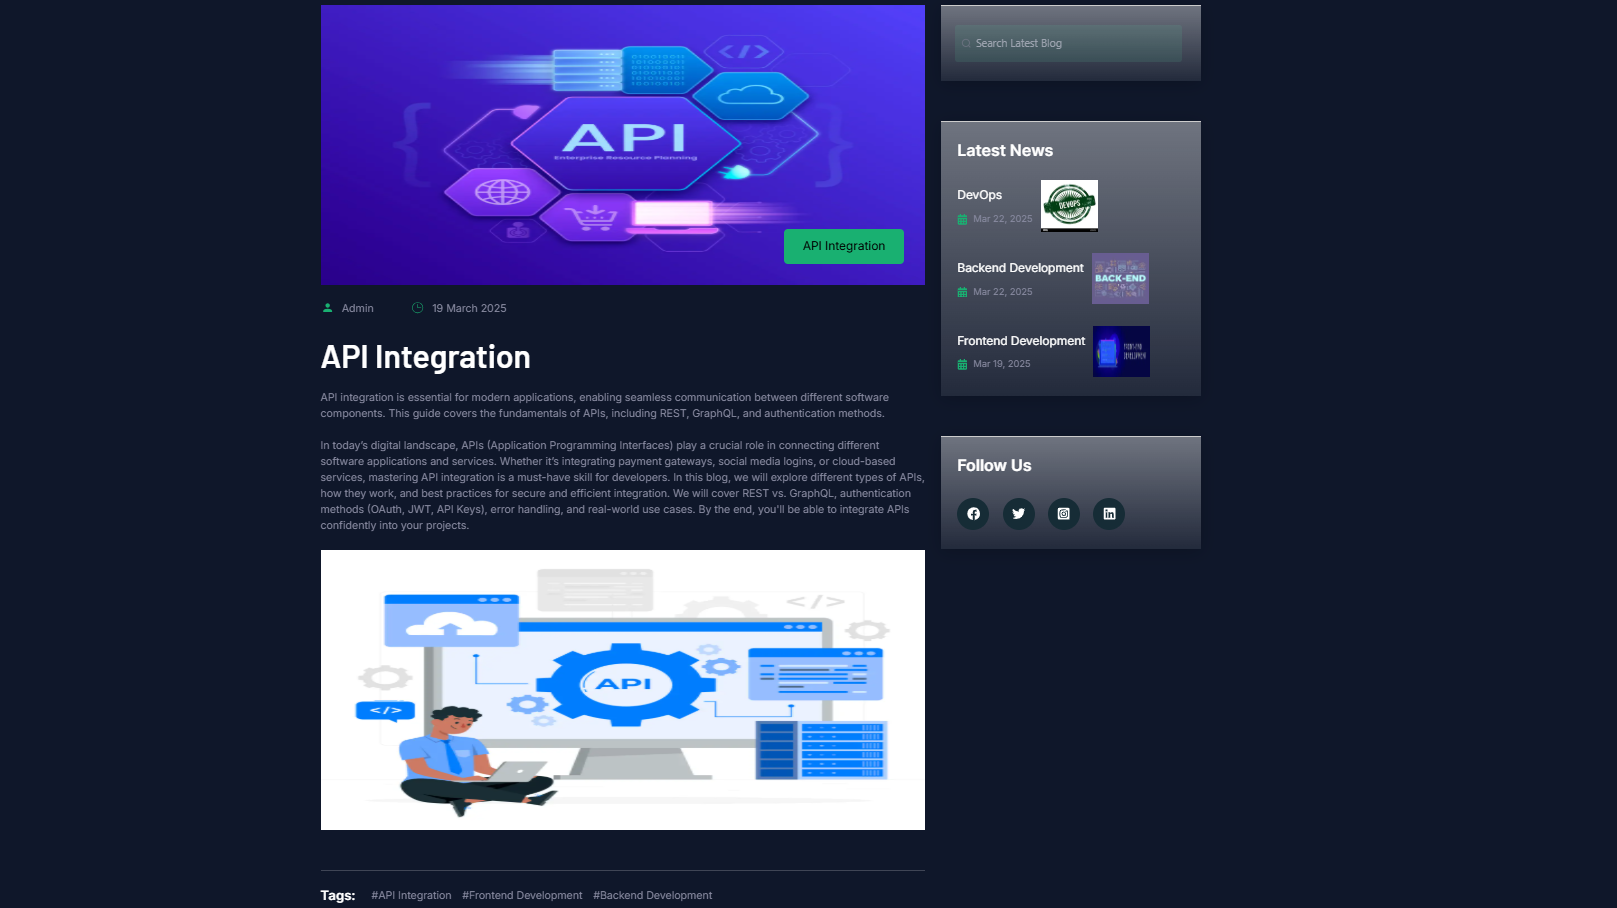 API
Enterprise Resource Planning
API Integration
Admin
19 March 2025
API Integration
API integration is essential for modern applications, enabling seamless communication between different software
components. This guide covers the fundamentals of APIs, including REST, GraphQL, and authentication methods.
In today's digital landscape, APIs (Application Programming Interfaces) play a crucial role in connecting different
software applications and services. Whether it's integrating payment gateways, social media logins, or cloud-based
services, mastering API integration is a must-have skill for developers. In this blog, we will explore different types of APIs,
how they work, and best practices for secure and efficient integration. We will cover REST vs. GraphQL, authentication
methods (OAuth, JWT, API Keys), error handling, and real-world use cases. By the end, you'll be able to integrate APIs
confidently into your projects.
</>
API
</>
Tags: #API Integration #Frontend Development #Backend Development
Search Latest Blog
Latest News
DevOps
Mar 22, 2025
DEVOPS
Backend Development
Mar 22, 2025
BACK-END
Frontend Development
Mar 19, 2025
FRONT-END
DEVELOPMENT
Follow Us